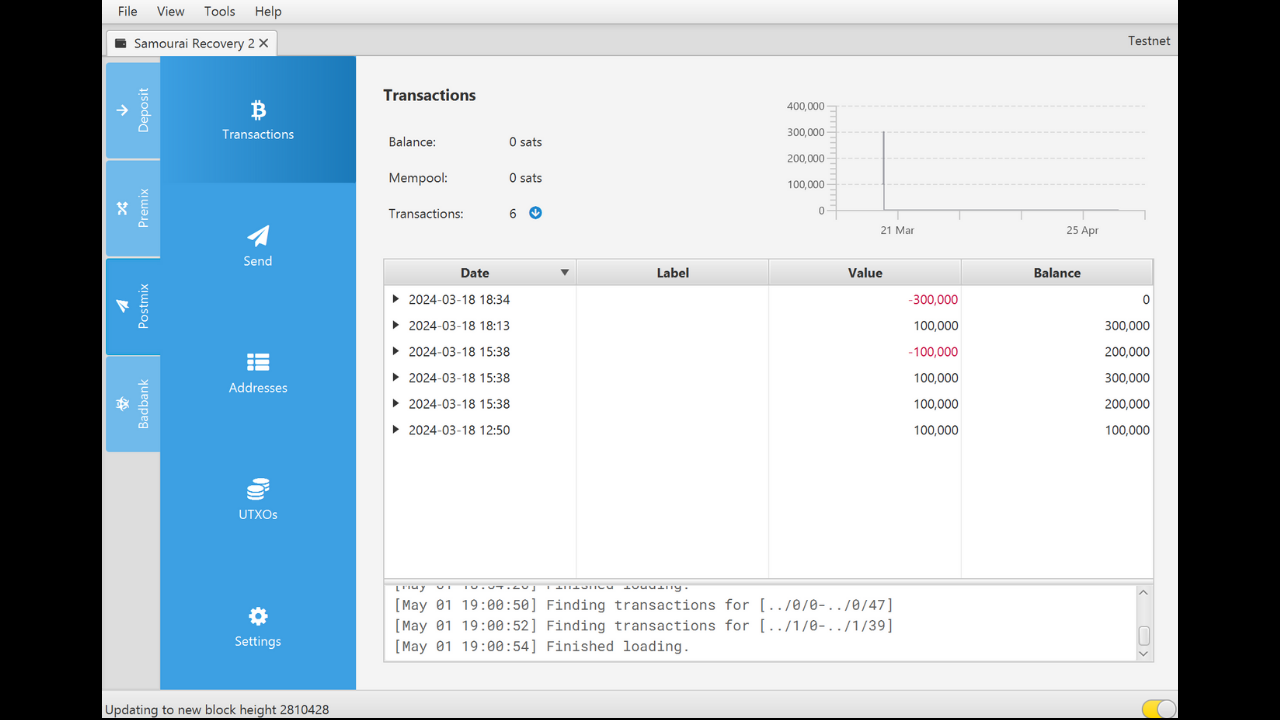 File View Tools Help
Samourai Recovery 2
Testnet
Deposit
Premix
Postmix
Badbank
Transactions
Send
Addresses
UTXOs
Settings
Transactions
Balance: 0 sats
Mempool: 0 sats
Transactions: 6
400,000
300,000
200,000
100,000
0
21 Mar 25 Apr
Date Label Value Balance
2024-03-18 18:34 -300,000 0
2024-03-18 18:13 100,000 300,000
2024-03-18 15:38 -100,000 200,000
2024-03-18 15:38 100,000 300,000
2024-03-18 15:38 100,000 200,000
2024-03-18 12:50 100,000 100,000
Finished loading.
[May 01 19:00:50] Finding transactions for [../0/0-../0/47]
[May 01 19:00:52] Finding transactions for [../1/0-../1/39]
[May 01 19:00:54] Finished loading.
Updating to new block height 2810428